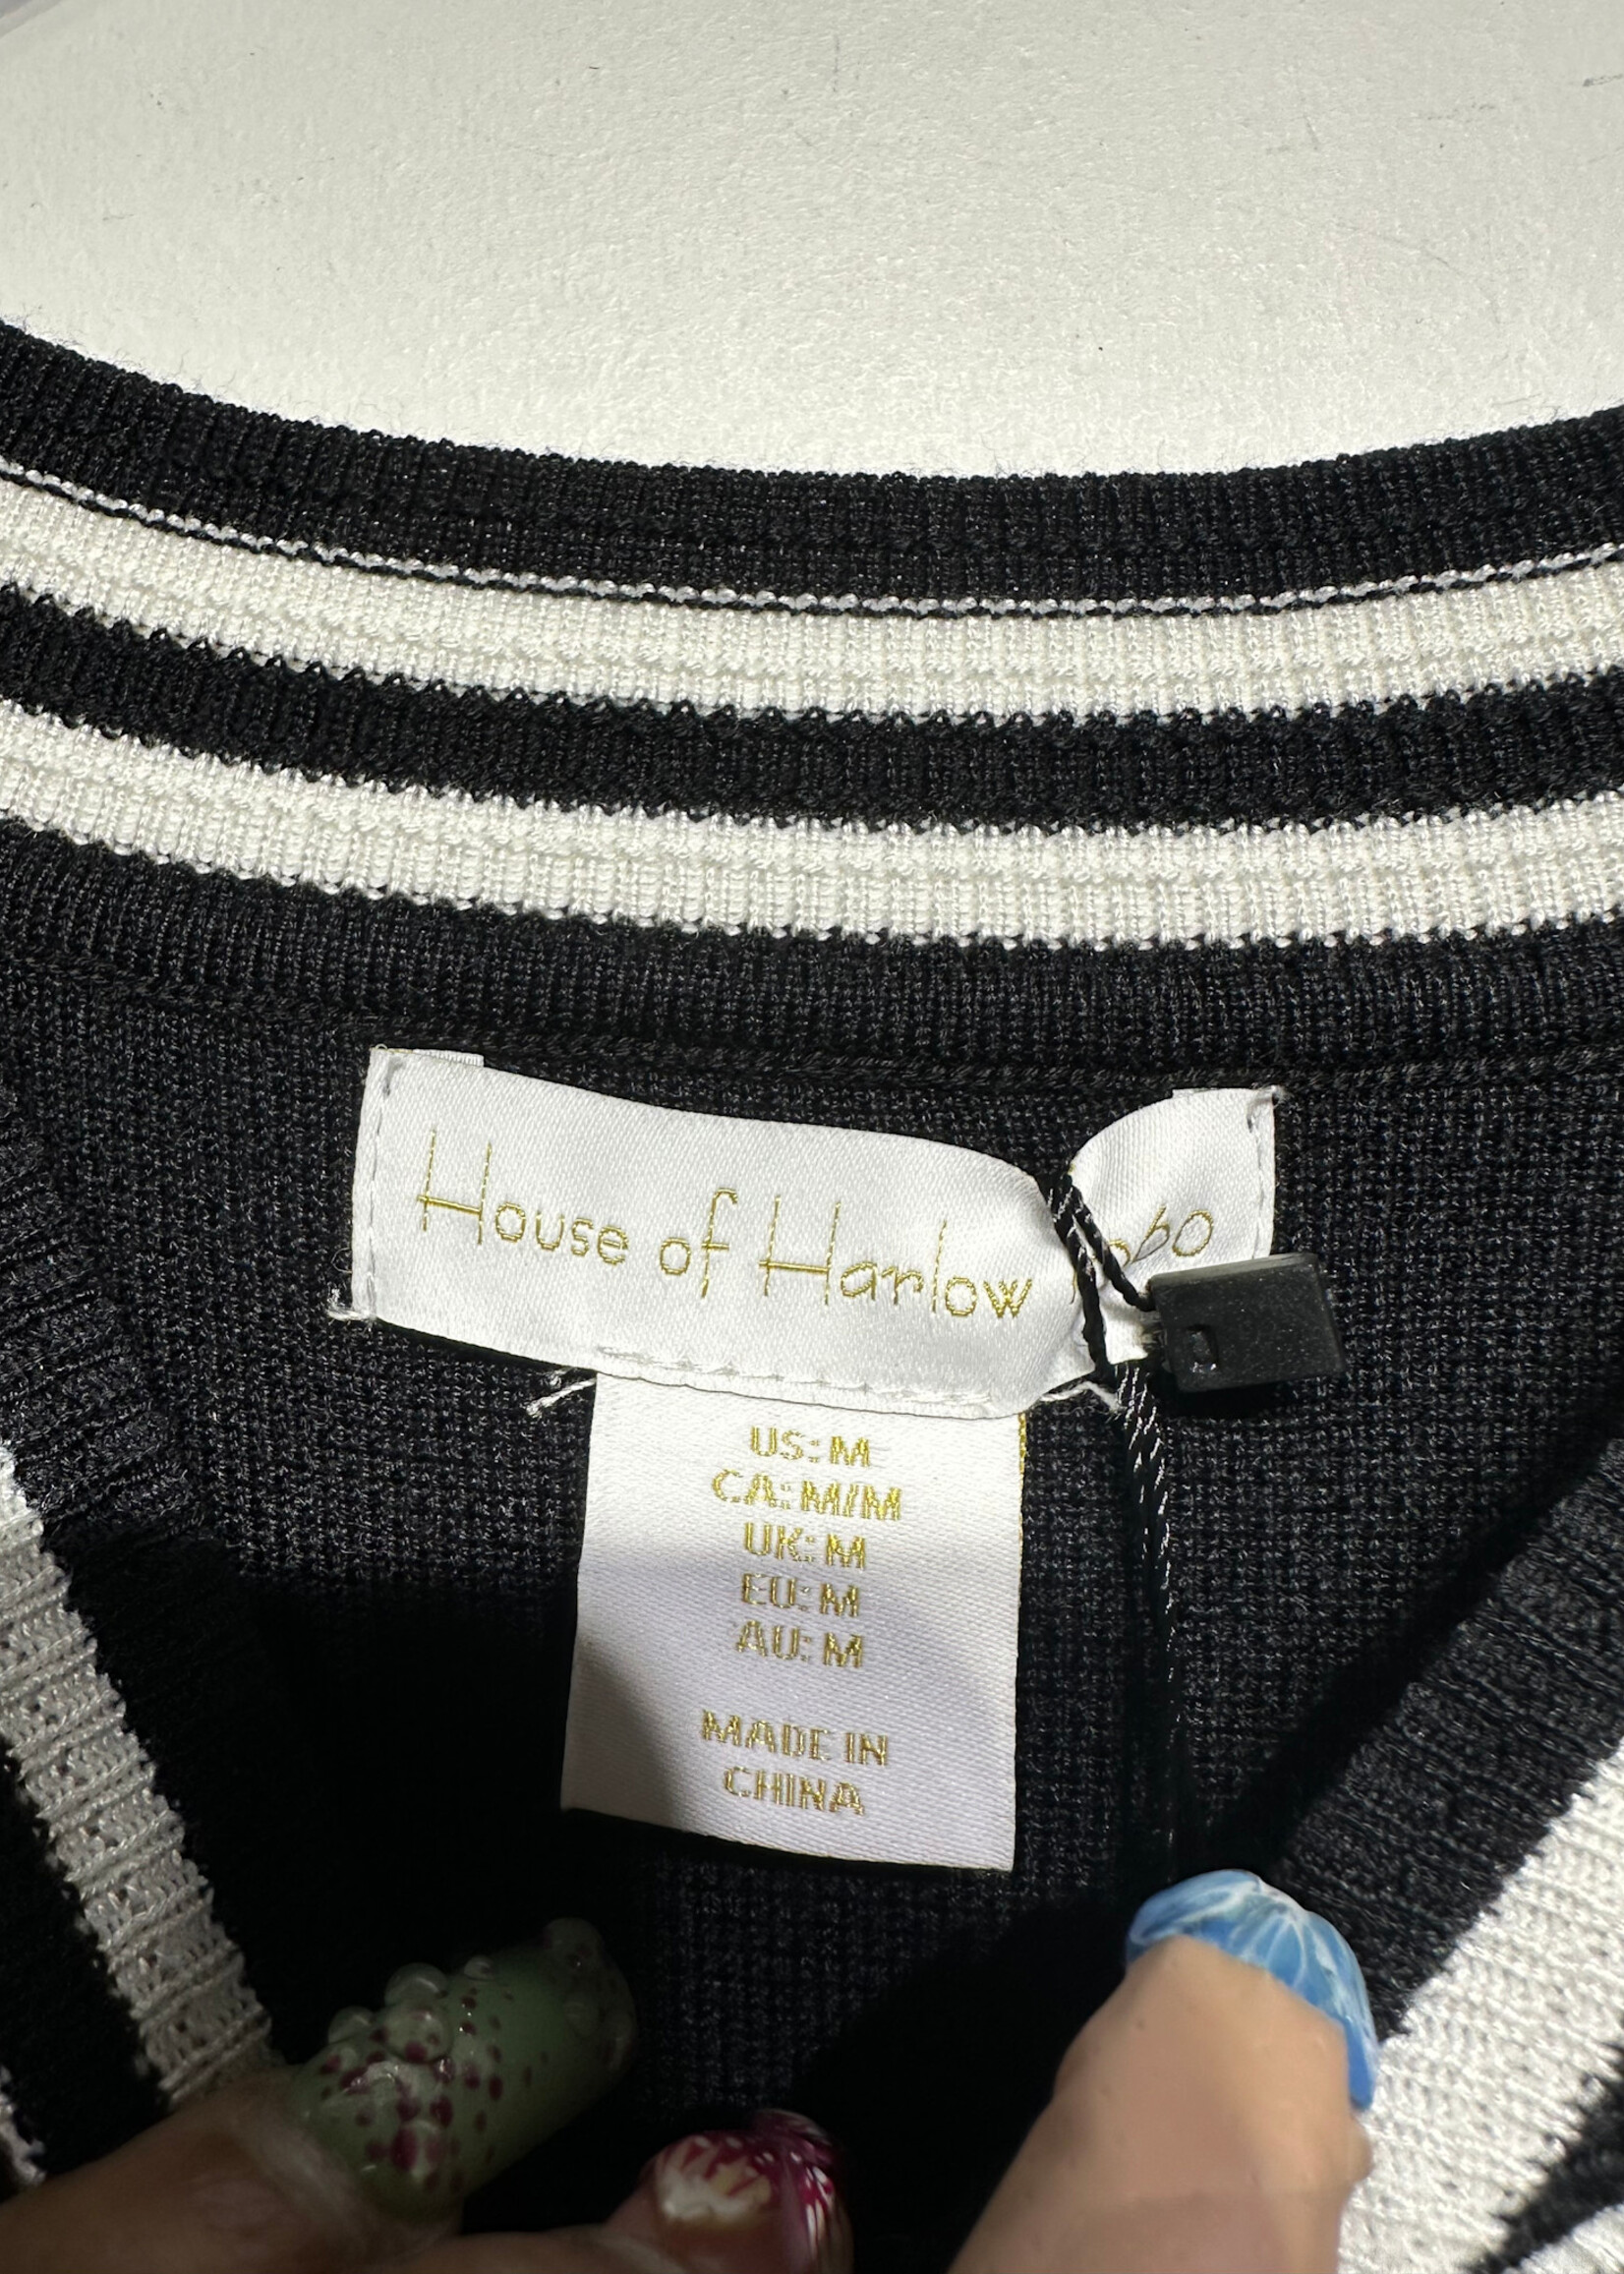 House of Harlow
US: M
CA: M/M
UK: M
EU: M
AU: M
MADE IN
CHINA